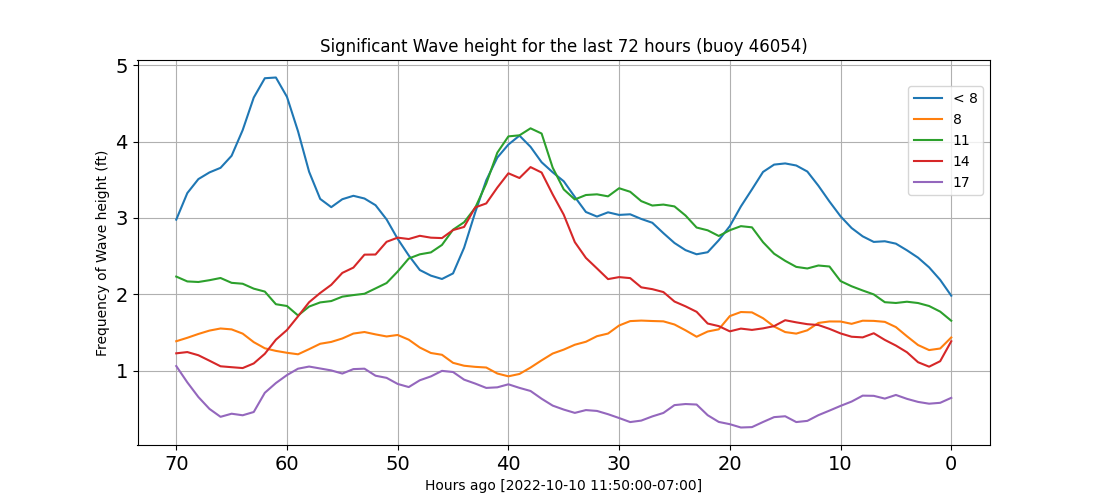 Significant Wave height for the last 72 hours (buoy 46054)
Frequency of Wave height (ft)
5
4
3
2
1
< 8
8
11
14
17
70 60 50 40 30 20 10 0
Hours ago [2022-10-10 11:50:00-07:00]